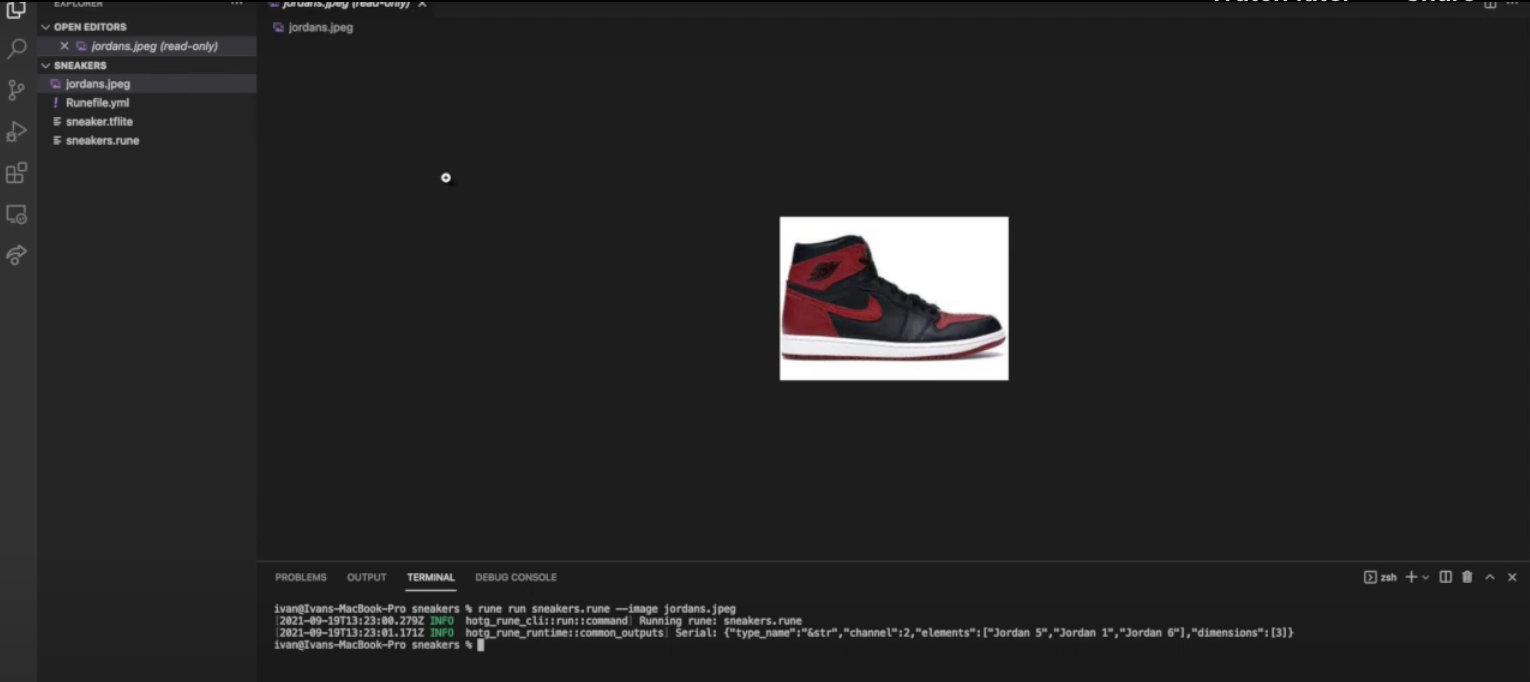 EXPLORER
jordans.jpeg (read-only)
Watch later
Share
OPEN EDITORS
jordans.jpeg (read-only)
jordans.jpeg
SNEAKERS
jordans.jpeg
! Runefile.yml
sneaker.tflite
sneakers.rune
PROBLEMS OUTPUT TERMINAL DEBUG CONSOLE
zsh
ivan@Ivans-MacBook-Pro sneakers % rune run sneakers.rune --image jordans.jpeg
[2021-09-19T13:23:00.279Z INFO  hotg_rune_cli::run::command] Running rune: sneakers.rune
[2021-09-19T13:23:01.171Z INFO  hotg_rune_runtime::common_outputs] Serial: {"type_name":"&str","channel":2,"elements":["Jordan 5","Jordan 1","Jordan 6"],"dimensions":[3]}
ivan@Ivans-MacBook-Pro sneakers %